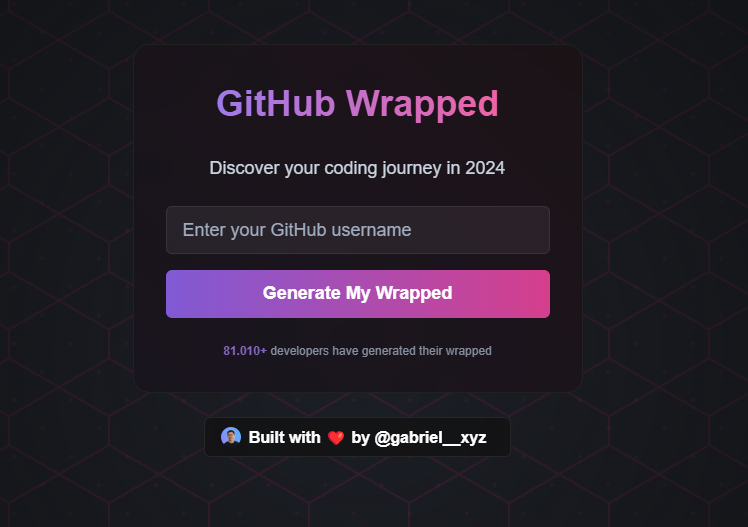 GitHub Wrapped
Discover your coding journey in 2024
Enter your GitHub username
Generate My Wrapped
81.010+ developers have generated their wrapped
Built with ❤️ by @gabriel__xyz